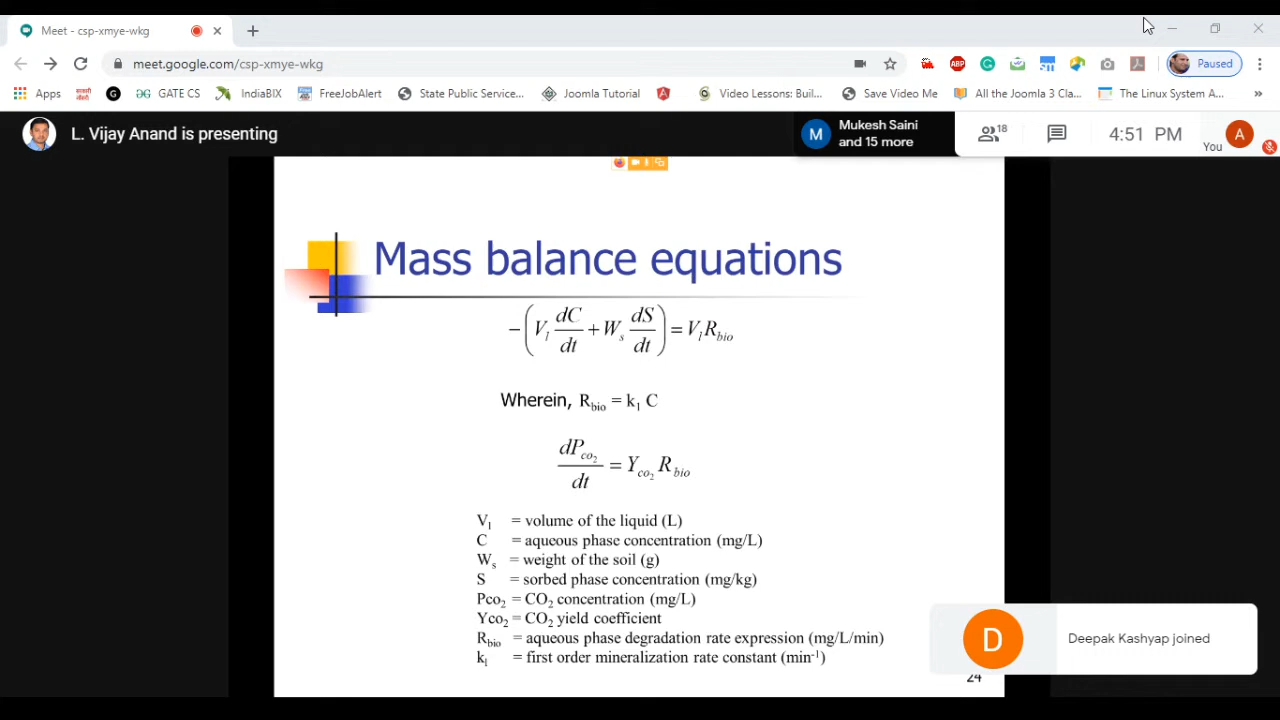 Meet - csp-xmye-wkg
meet.google.com/csp-xmye-wkg
ABP
Paused
Apps
G
GATE CS
IndiaBIX
FreeJobAlert
State Public Service...
Joomla Tutorial
Video Lessons: Buil...
Save Video Me
All the Joomla 3 Cla...
The Linux System A...
»
L. Vijay Anand is presenting
M
Mukesh Saini
and 15 more
18
4:51 PM
You
A
Mass balance equations
−(V_l dC/dt + W_s dS/dt) = V_l R_bio
Wherein, R_bio = k_1 C
dP_co₂/dt = Y_co₂ R_bio
V_l = volume of the liquid (L)
C = aqueous phase concentration (mg/L)
W_s = weight of the soil (g)
S = sorbed phase concentration (mg/kg)
Pco₂ = CO₂ concentration (mg/L)
Yco₂ = CO₂ yield coefficient
R_bio = aqueous phase degradation rate expression (mg/L/min)
k_l = first order mineralization rate constant (min⁻¹)
D
Deepak Kashyap joined
24